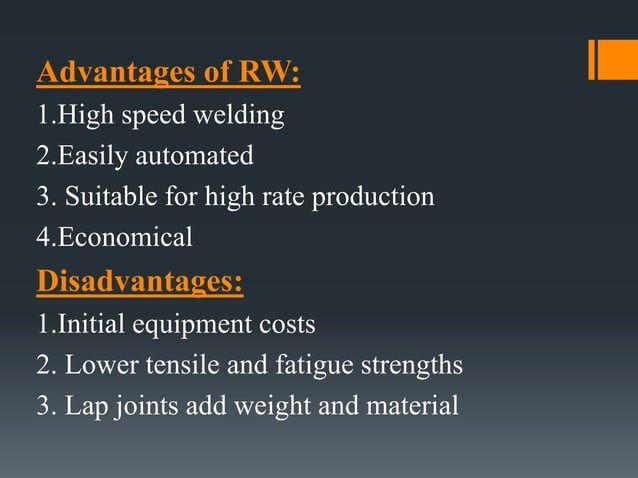 Advantages of RW:
1.High speed welding
2.Easily automated
3. Suitable for high rate production
4.Economical
Disadvantages:
1.Initial equipment costs
2. Lower tensile and fatigue strengths
3. Lap joints add weight and material